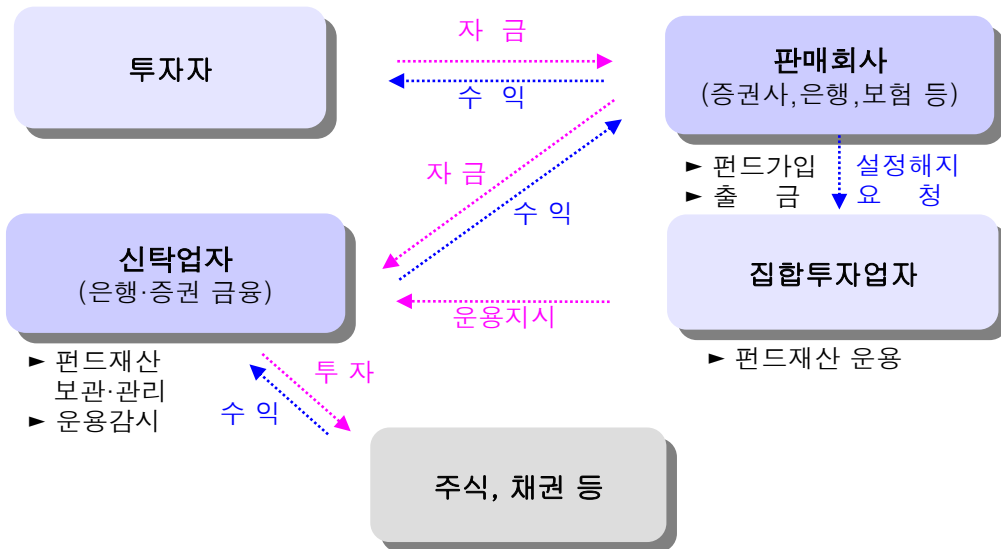 자 금
투자자
판매회사
(증권사,은행,보험 등)
수 익
► 펀드가입
► 출 금
설정해지
요 청
자 금
수 익
신탁업자
(은행·증권 금융)
집합투자업자
운용지시
► 펀드재산
보관·관리
► 운용감시
► 펀드재산 운용
투 자
수 익
주식, 채권 등